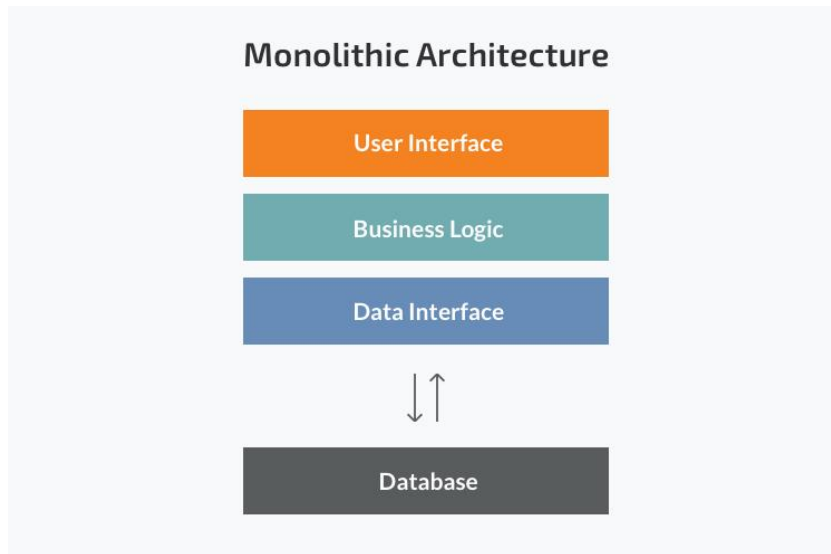 Monolithic Architecture
User Interface
Business Logic
Data Interface
Database